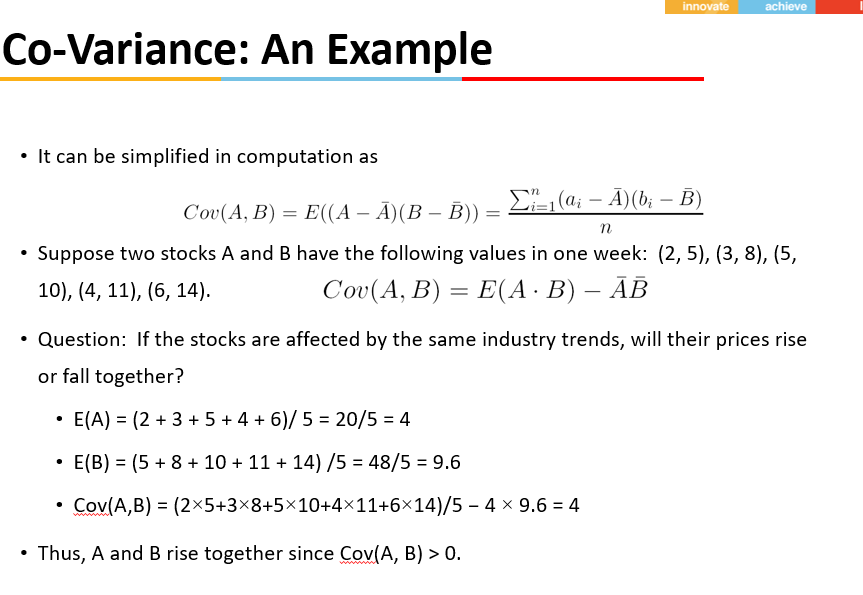 innovate achieve l
Co-Variance: An Example
• It can be simplified in computation as
Cov(A, B) = E((A − Ā)(B − B̄)) = ∑ⁿᵢ₌₁(aᵢ − Ā)(bᵢ − B̄) / n
• Suppose two stocks A and B have the following values in one week: (2, 5), (3, 8), (5,
10), (4, 11), (6, 14). Cov(A, B) = E(A · B) − ĀB̄
• Question: If the stocks are affected by the same industry trends, will their prices rise
or fall together?
• E(A) = (2 + 3 + 5 + 4 + 6)/ 5 = 20/5 = 4
• E(B) = (5 + 8 + 10 + 11 + 14) /5 = 48/5 = 9.6
• Cov(A,B) = (2×5+3×8+5×10+4×11+6×14)/5 − 4 × 9.6 = 4
• Thus, A and B rise together since Cov(A, B) > 0.